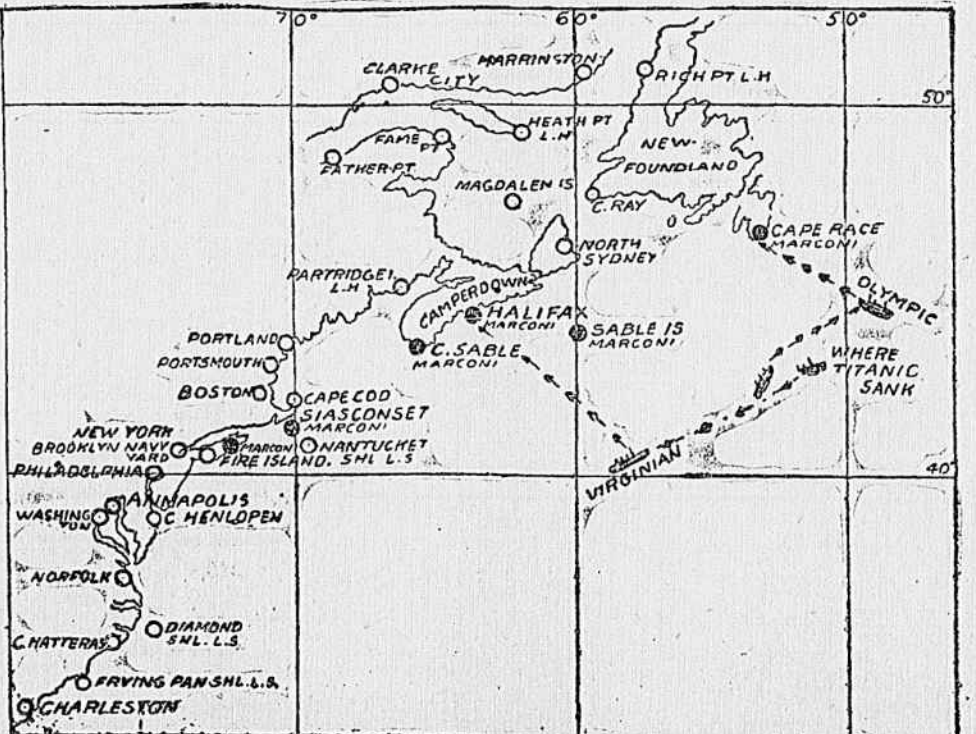 70°
60°
50°
HARRINSTON
CLARKE
CITY
RICH PT L.H
50°
HEATH PT
L.H
FAME
PT
FATHER PT
NEW-
FOUNDLAND
MAGDALEN IS
C. RAY
CAPE RACE
MARCONI
NORTH
SYDNEY
PARTRIDGE I.
L.H
CAMPERDOWN
OLYMPIC
HALIFAX
MARCONI
SABLE IS
MARCONI
PORTLAND
C. SABLE
MARCONI
WHERE
TITANIC
SANK
PORTSMOUTH
BOSTON
CAPE COD
SIASCONSET
MARCONI
NEW YORK
BROOKLYN NAVY
YARD
MARCONI
NANTUCKET
SHL L.S
FIRE ISLAND.
VIRGINIAN
40°
PHILADELPHIA
ANNAPOLIS
WASHING
TON
C HENLOPEN
NORFOLK
DIAMOND
SHL. L.S
C. HATTERAS
FRYING PAN SHL. L.S.
CHARLESTON